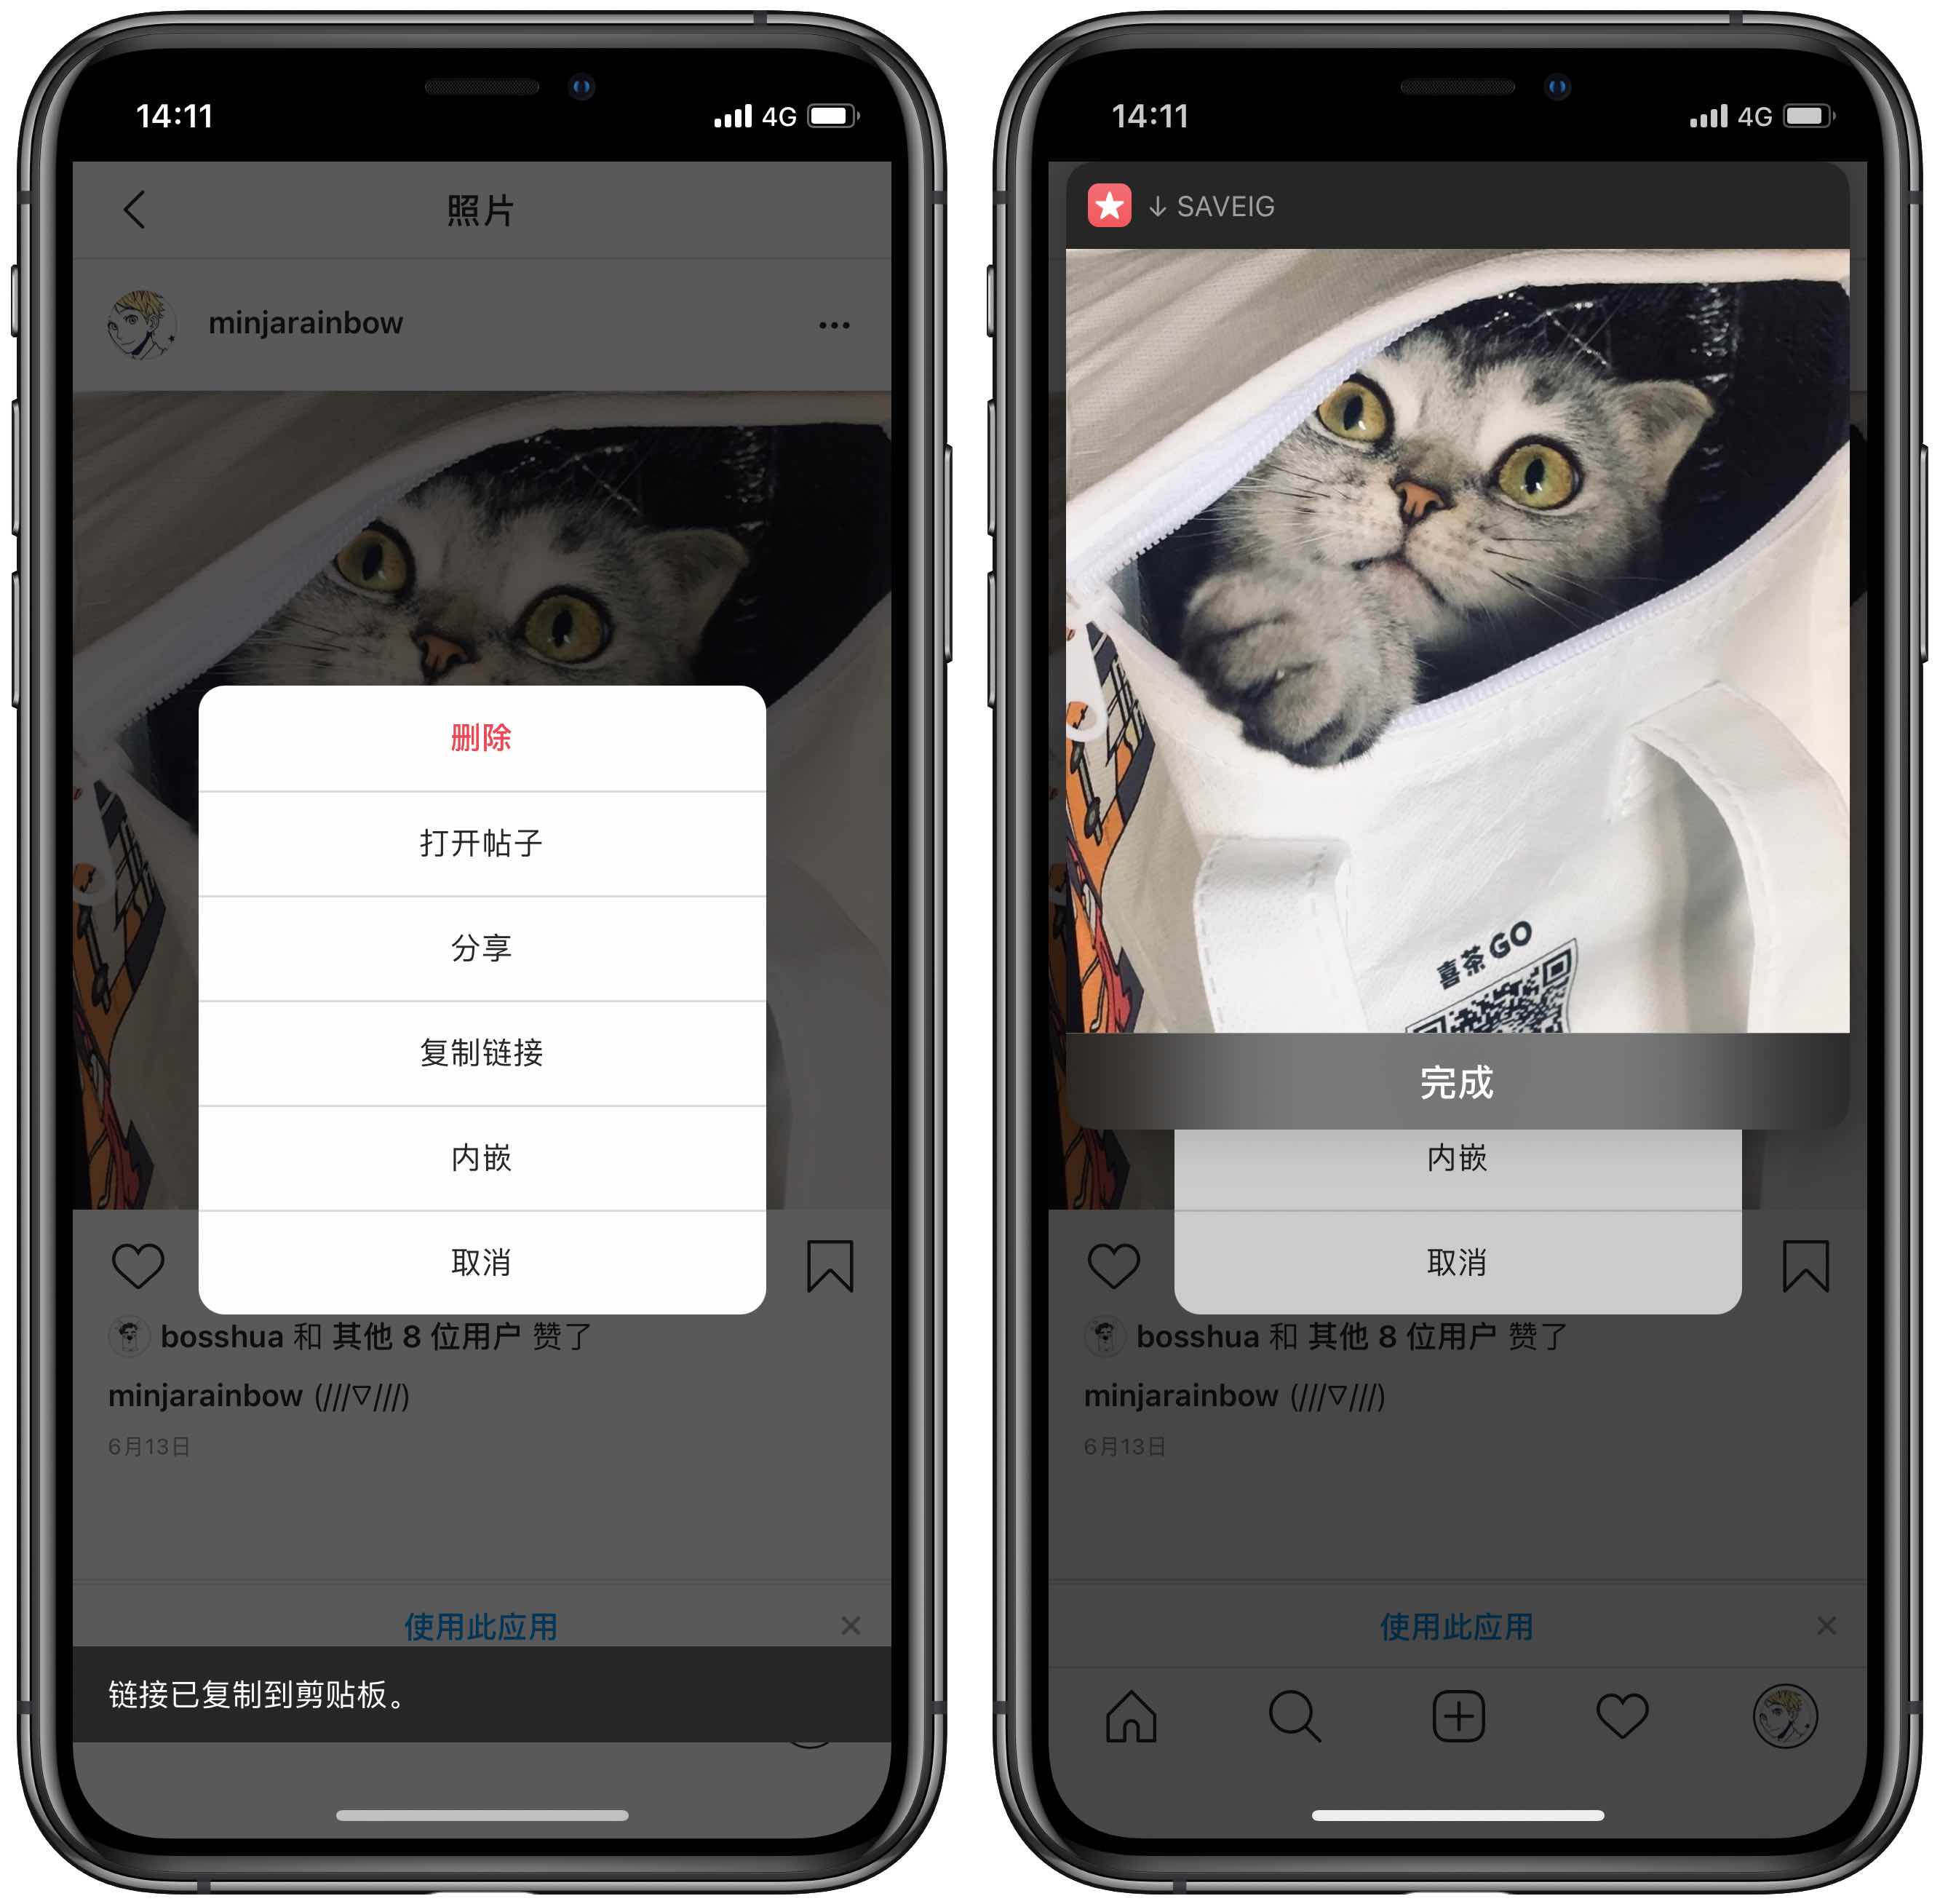 14:11
4G
照片
minjarainbow
删除
打开帖子
分享
复制链接
内嵌
取消
bosshua 和 其他 8 位用户 赞了
minjarainbow (///▽///)
6月13日
使用此应用
链接已复制到剪贴板。
14:11
4G
↓ SAVEIG
喜茶 GO
完成
内嵌
取消
bosshua 和 其他 8 位用户 赞了
minjarainbow (///▽///)
6月13日
使用此应用